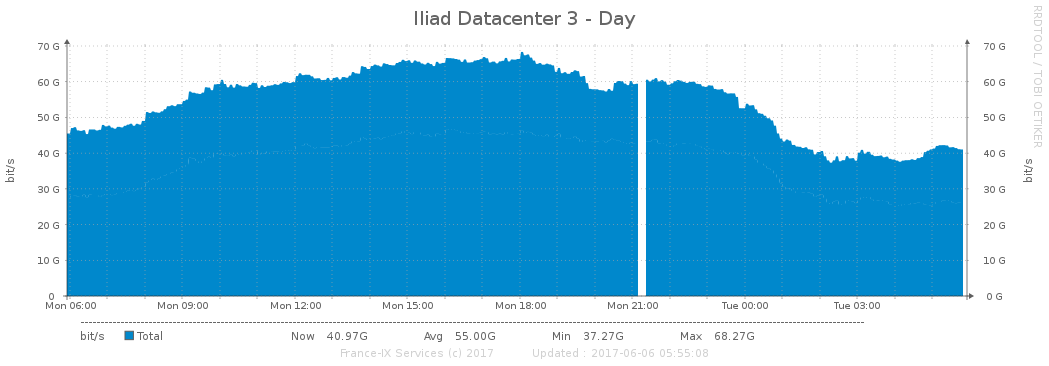 Iliad Datacenter 3 - Day
RRDTOOL / TOBI OETIKER
70 G 70 G
60 G 60 G
50 G 50 G
40 G 40 G
30 G 30 G
20 G 20 G
10 G 10 G
0 0 G
bit/s bit/s
Mon 06:00 Mon 09:00 Mon 12:00 Mon 15:00 Mon 18:00 Mon 21:00 Tue 00:00 Tue 03:00
bit/s Total Now 40.97G Avg 55.00G Min 37.27G Max 68.27G
France-IX Services (c) 2017 Updated : 2017-06-06 05:55:08